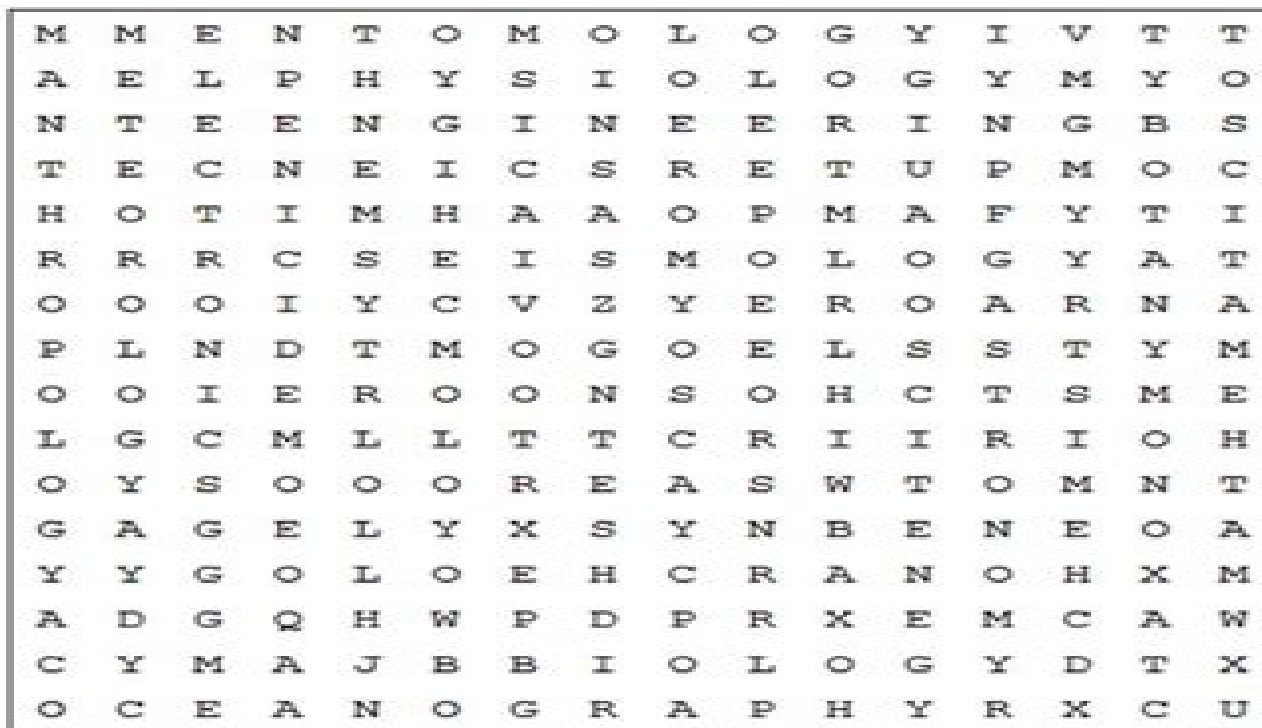 M M E N T O M O L O G Y I V T T
A E L P H Y S I O L O G Y M Y O
N T E E N G I N E E R I N G B S
T E C N E I C S R E T U P M O C
H O T I M H A A O P M A F Y T I
R R R C S E I S M O L O G Y A T
O O O I Y C V Z Y E R O A R N A
P L N D T M O G O E L S S T Y M
O O I E R O O N S O H C T S M E
L G C M L L T T C R I I R I O H
O Y S O O O R E A S W T O M N T
G A G E L Y X S Y N B E N E O A
Y Y G O L O E H C R A N O H X M
A D G Q H W P D P R X E M C A W
C Y M A J B B I O L O G Y D T X
O C E A N O G R A P H Y R X C U